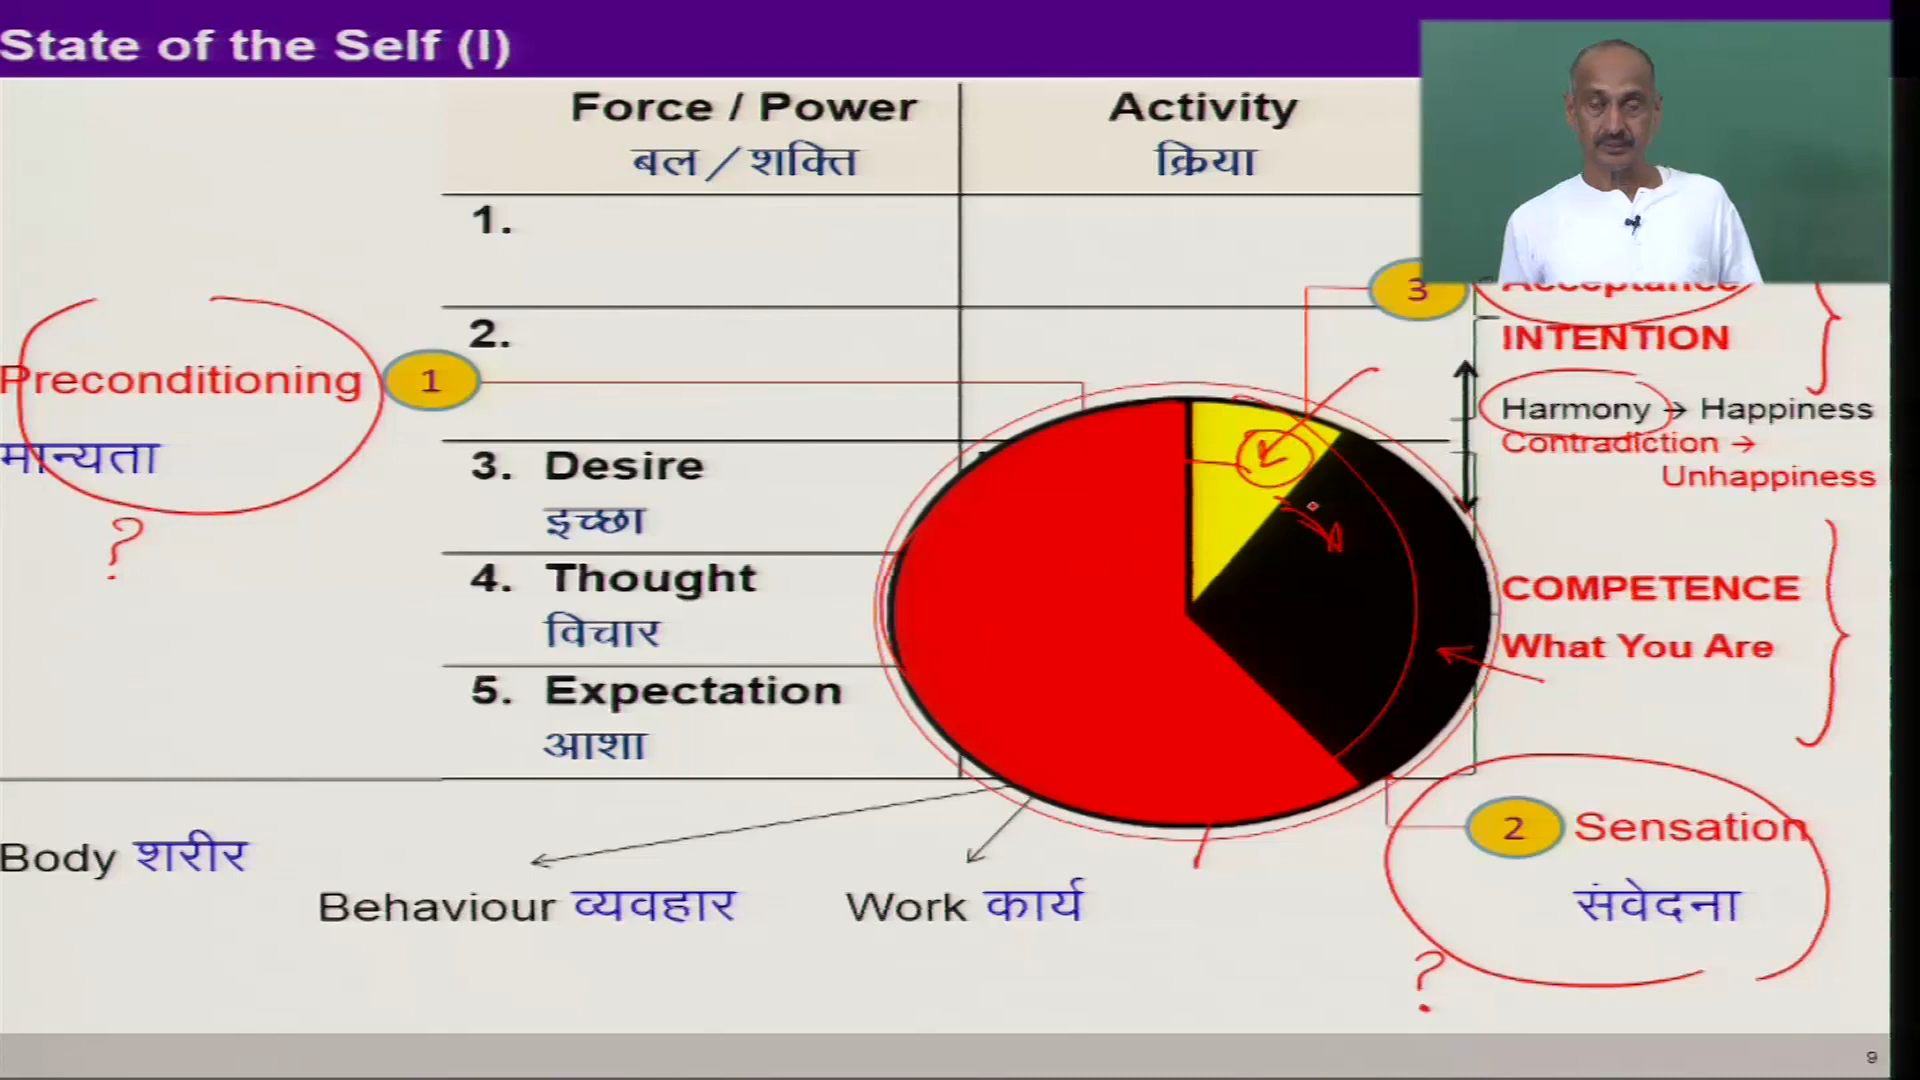 State of the Self (I)
Force / Power
बल / शक्ति
Activity
क्रिया
1.
2.
3
Acceptance
INTENTION
Preconditioning
1
मान्यता
?
Harmony → Happiness
Contradiction →
Unhappiness
3. Desire
इच्छा
4. Thought
विचार
COMPETENCE
What You Are
5. Expectation
आशा
2
Sensation
संवेदना
?
Body शरीर
Behaviour व्यवहार
Work कार्य
9